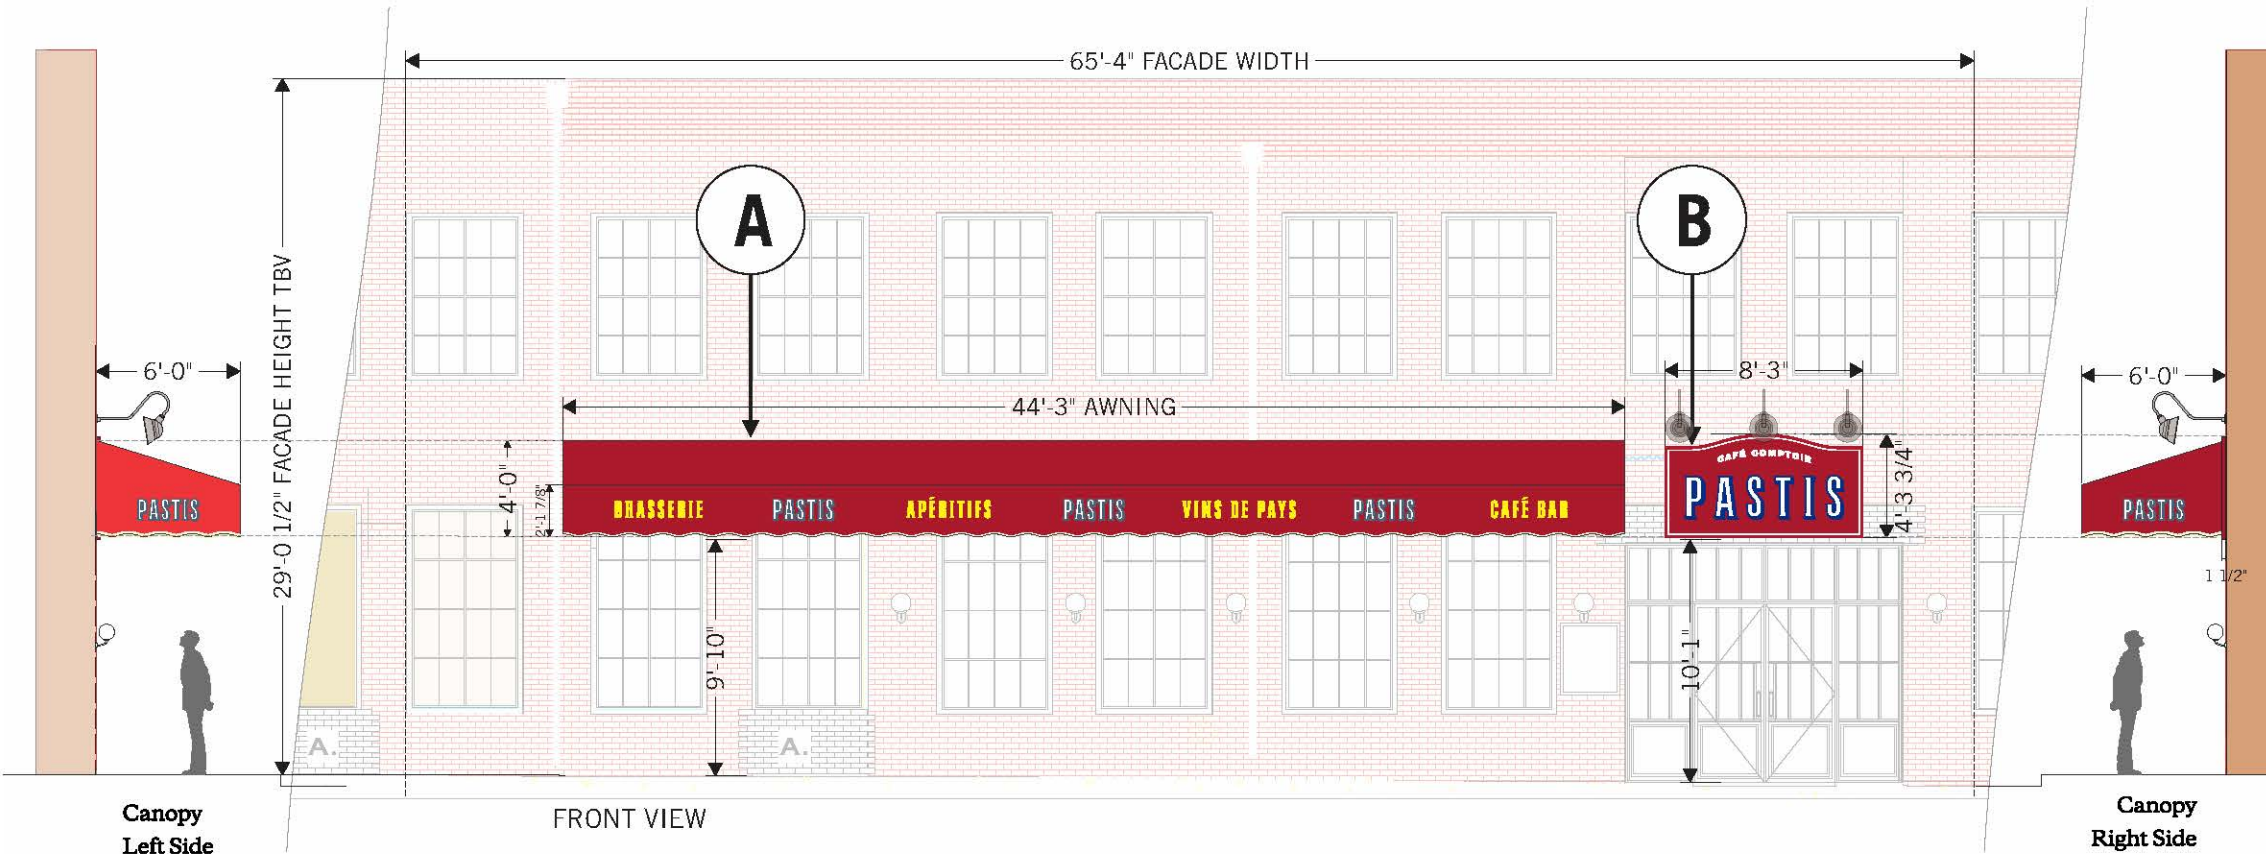 65'-4" FACADE WIDTH
A
B
29'-0 1/2" FACADE HEIGHT TBV
6'-0"
8'-3"
6'-0"
44'-3" AWNING
4'-0"
2'-1 7/8"
4'-3 3/4"
CAFÉ COMPTOIR
PASTIS
PASTIS
BRASSERIE PASTIS APÉRITIFS PASTIS VINS DE PAYS PASTIS CAFÉ BAR
PASTIS
1 1/2"
9'-10"
10'-1"
A.
A.
FRONT VIEW
Canopy
Left Side
Canopy
Right Side